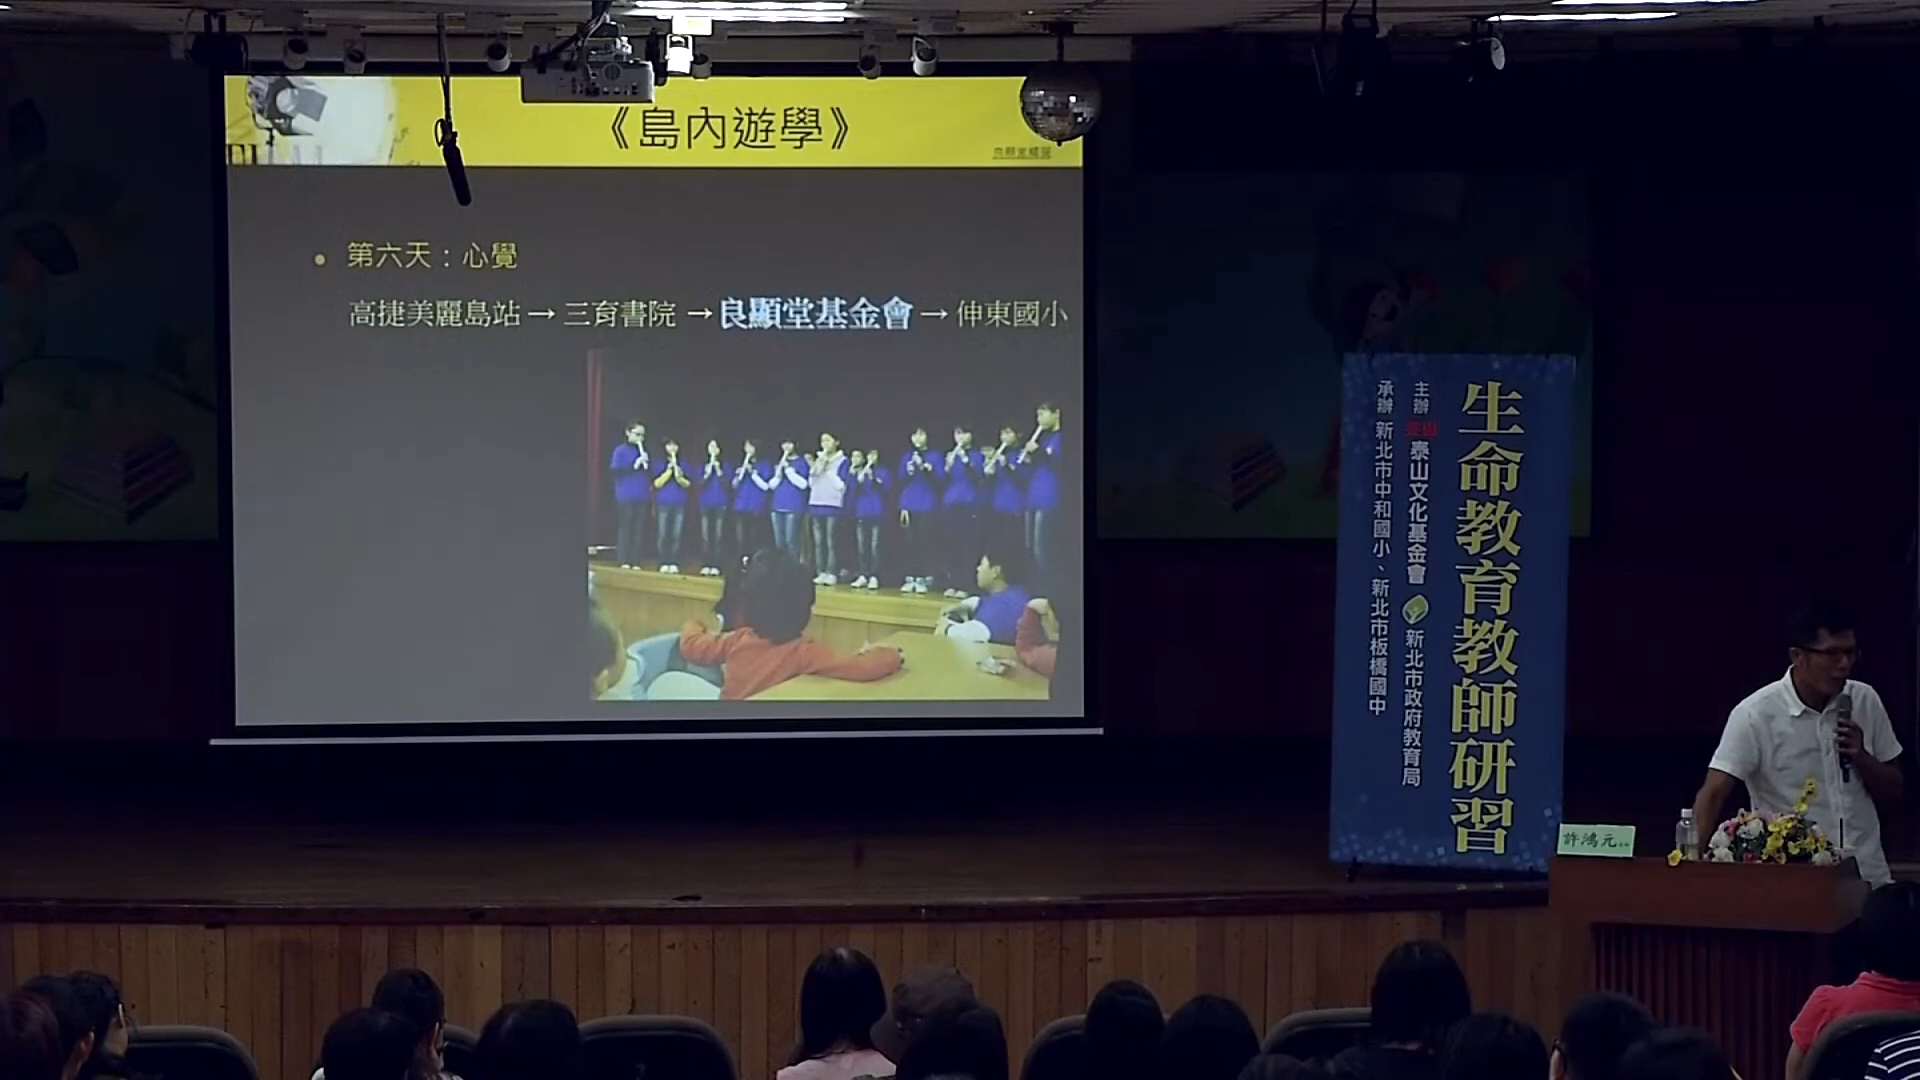 《島內遊學》
• 第六天：心覺
高捷美麗島站→三育書院→良顯堂基金會→伸東國小
生命教育教師研習
主辦 泰山文化基金會 新北市政府教育局
承辦 新北市中和國小、新北市板橋國中
許鴻元